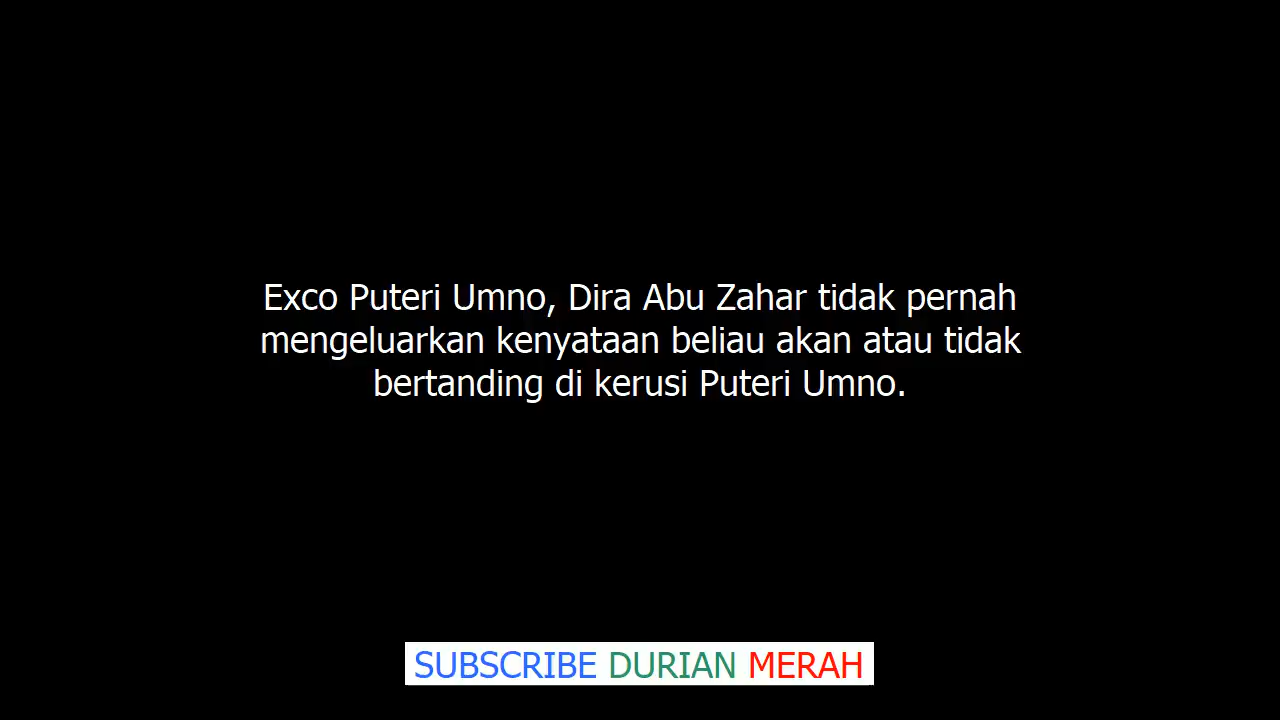 Exco Puteri Umno, Dira Abu Zahar tidak pernah
mengeluarkan kenyataan beliau akan atau tidak
bertanding di kerusi Puteri Umno.
SUBSCRIBE DURIAN MERAH